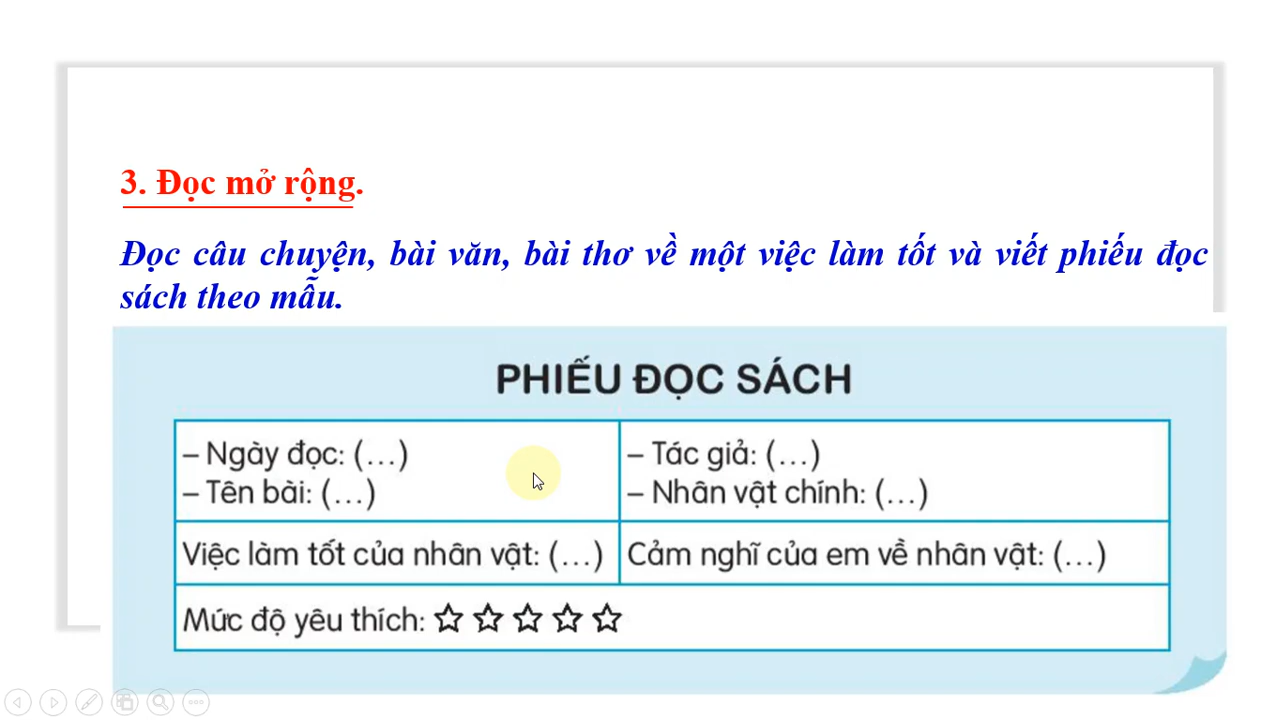 3. Đọc mở rộng.
Đọc câu chuyện, bài văn, bài thơ về một việc làm tốt và viết phiếu đọc
sách theo mẫu.
PHIẾU ĐỌC SÁCH
– Ngày đọc: (...)
– Tên bài: (...)
– Tác giả: (...)
– Nhân vật chính: (...)
Việc làm tốt của nhân vật: (...)
Cảm nghĩ của em về nhân vật: (...)
Mức độ yêu thích: ☆ ☆ ☆ ☆ ☆